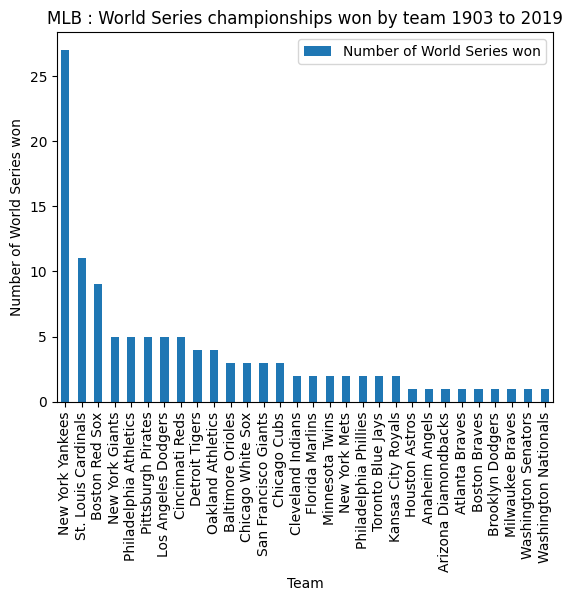 MLB : World Series championships won by team 1903 to 2019
Number of World Series won
Number of World Series won
25
20
15
10
5
0
New York Yankees
St. Louis Cardinals
Boston Red Sox
New York Giants
Philadelphia Athletics
Pittsburgh Pirates
Los Angeles Dodgers
Cincinnati Reds
Detroit Tigers
Oakland Athletics
Baltimore Orioles
Chicago White Sox
San Francisco Giants
Chicago Cubs
Cleveland Indians
Florida Marlins
Minnesota Twins
New York Mets
Philadelphia Phillies
Toronto Blue Jays
Kansas City Royals
Houston Astros
Anaheim Angels
Arizona Diamondbacks
Atlanta Braves
Boston Braves
Brooklyn Dodgers
Milwaukee Braves
Washington Senators
Washington Nationals
Team